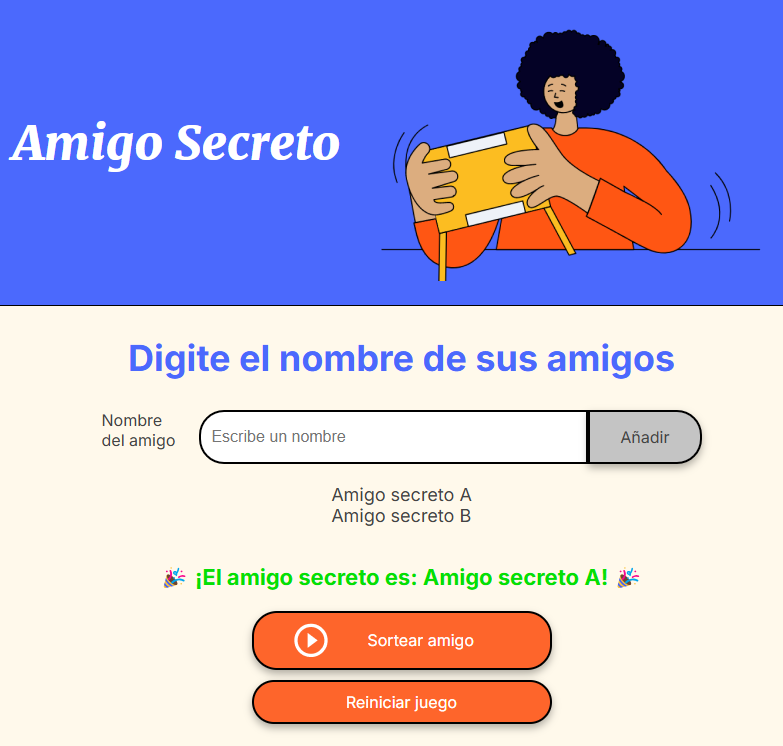 Amigo Secreto
Digite el nombre de sus amigos
Nombre
del amigo
Escribe un nombre
Añadir
Amigo secreto A
Amigo secreto B
🎉 ¡El amigo secreto es: Amigo secreto A! 🎉
Sortear amigo
Reiniciar juego